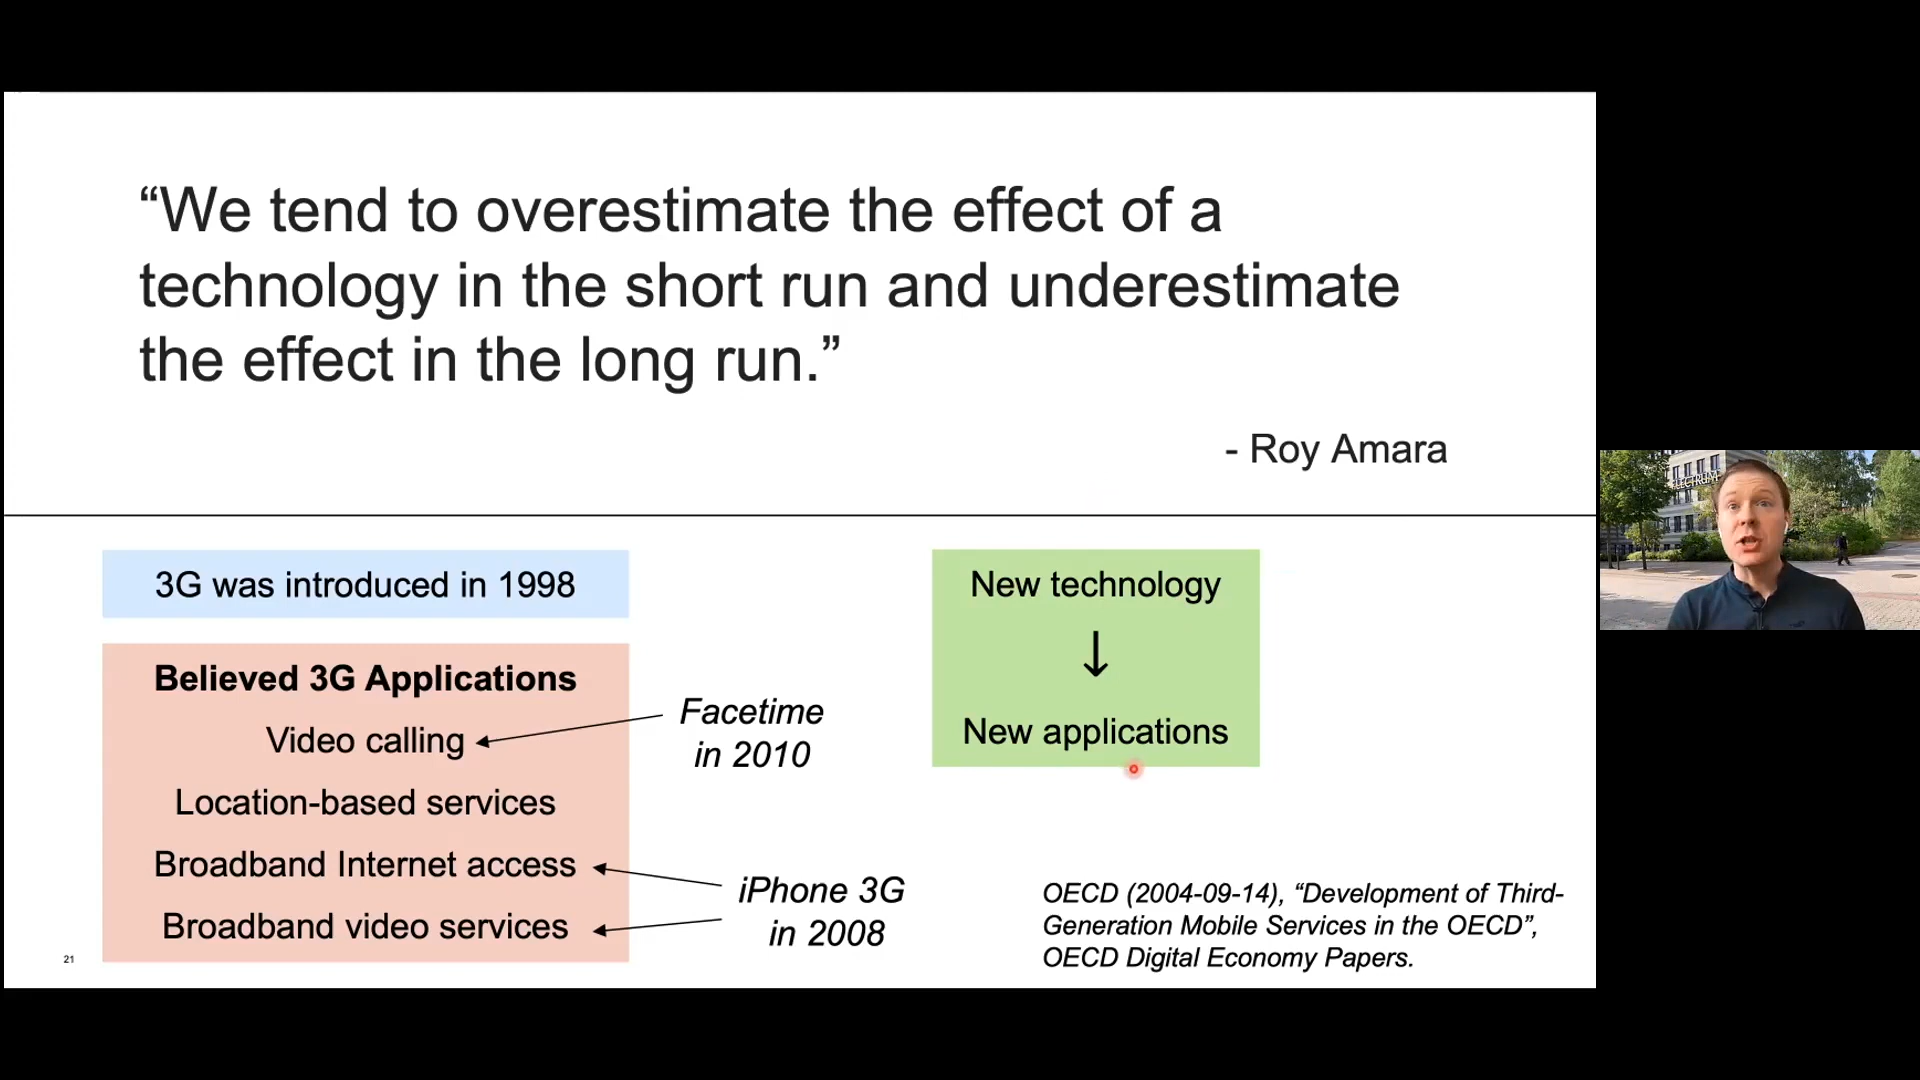 “We tend to overestimate the effect of a
technology in the short run and underestimate
the effect in the long run.”
- Roy Amara
3G was introduced in 1998
Believed 3G Applications
Video calling
Location-based services
Broadband Internet access
Broadband video services
Facetime
in 2010
iPhone 3G
in 2008
New technology
↓
New applications
OECD (2004-09-14), “Development of Third-
Generation Mobile Services in the OECD”,
OECD Digital Economy Papers.
21